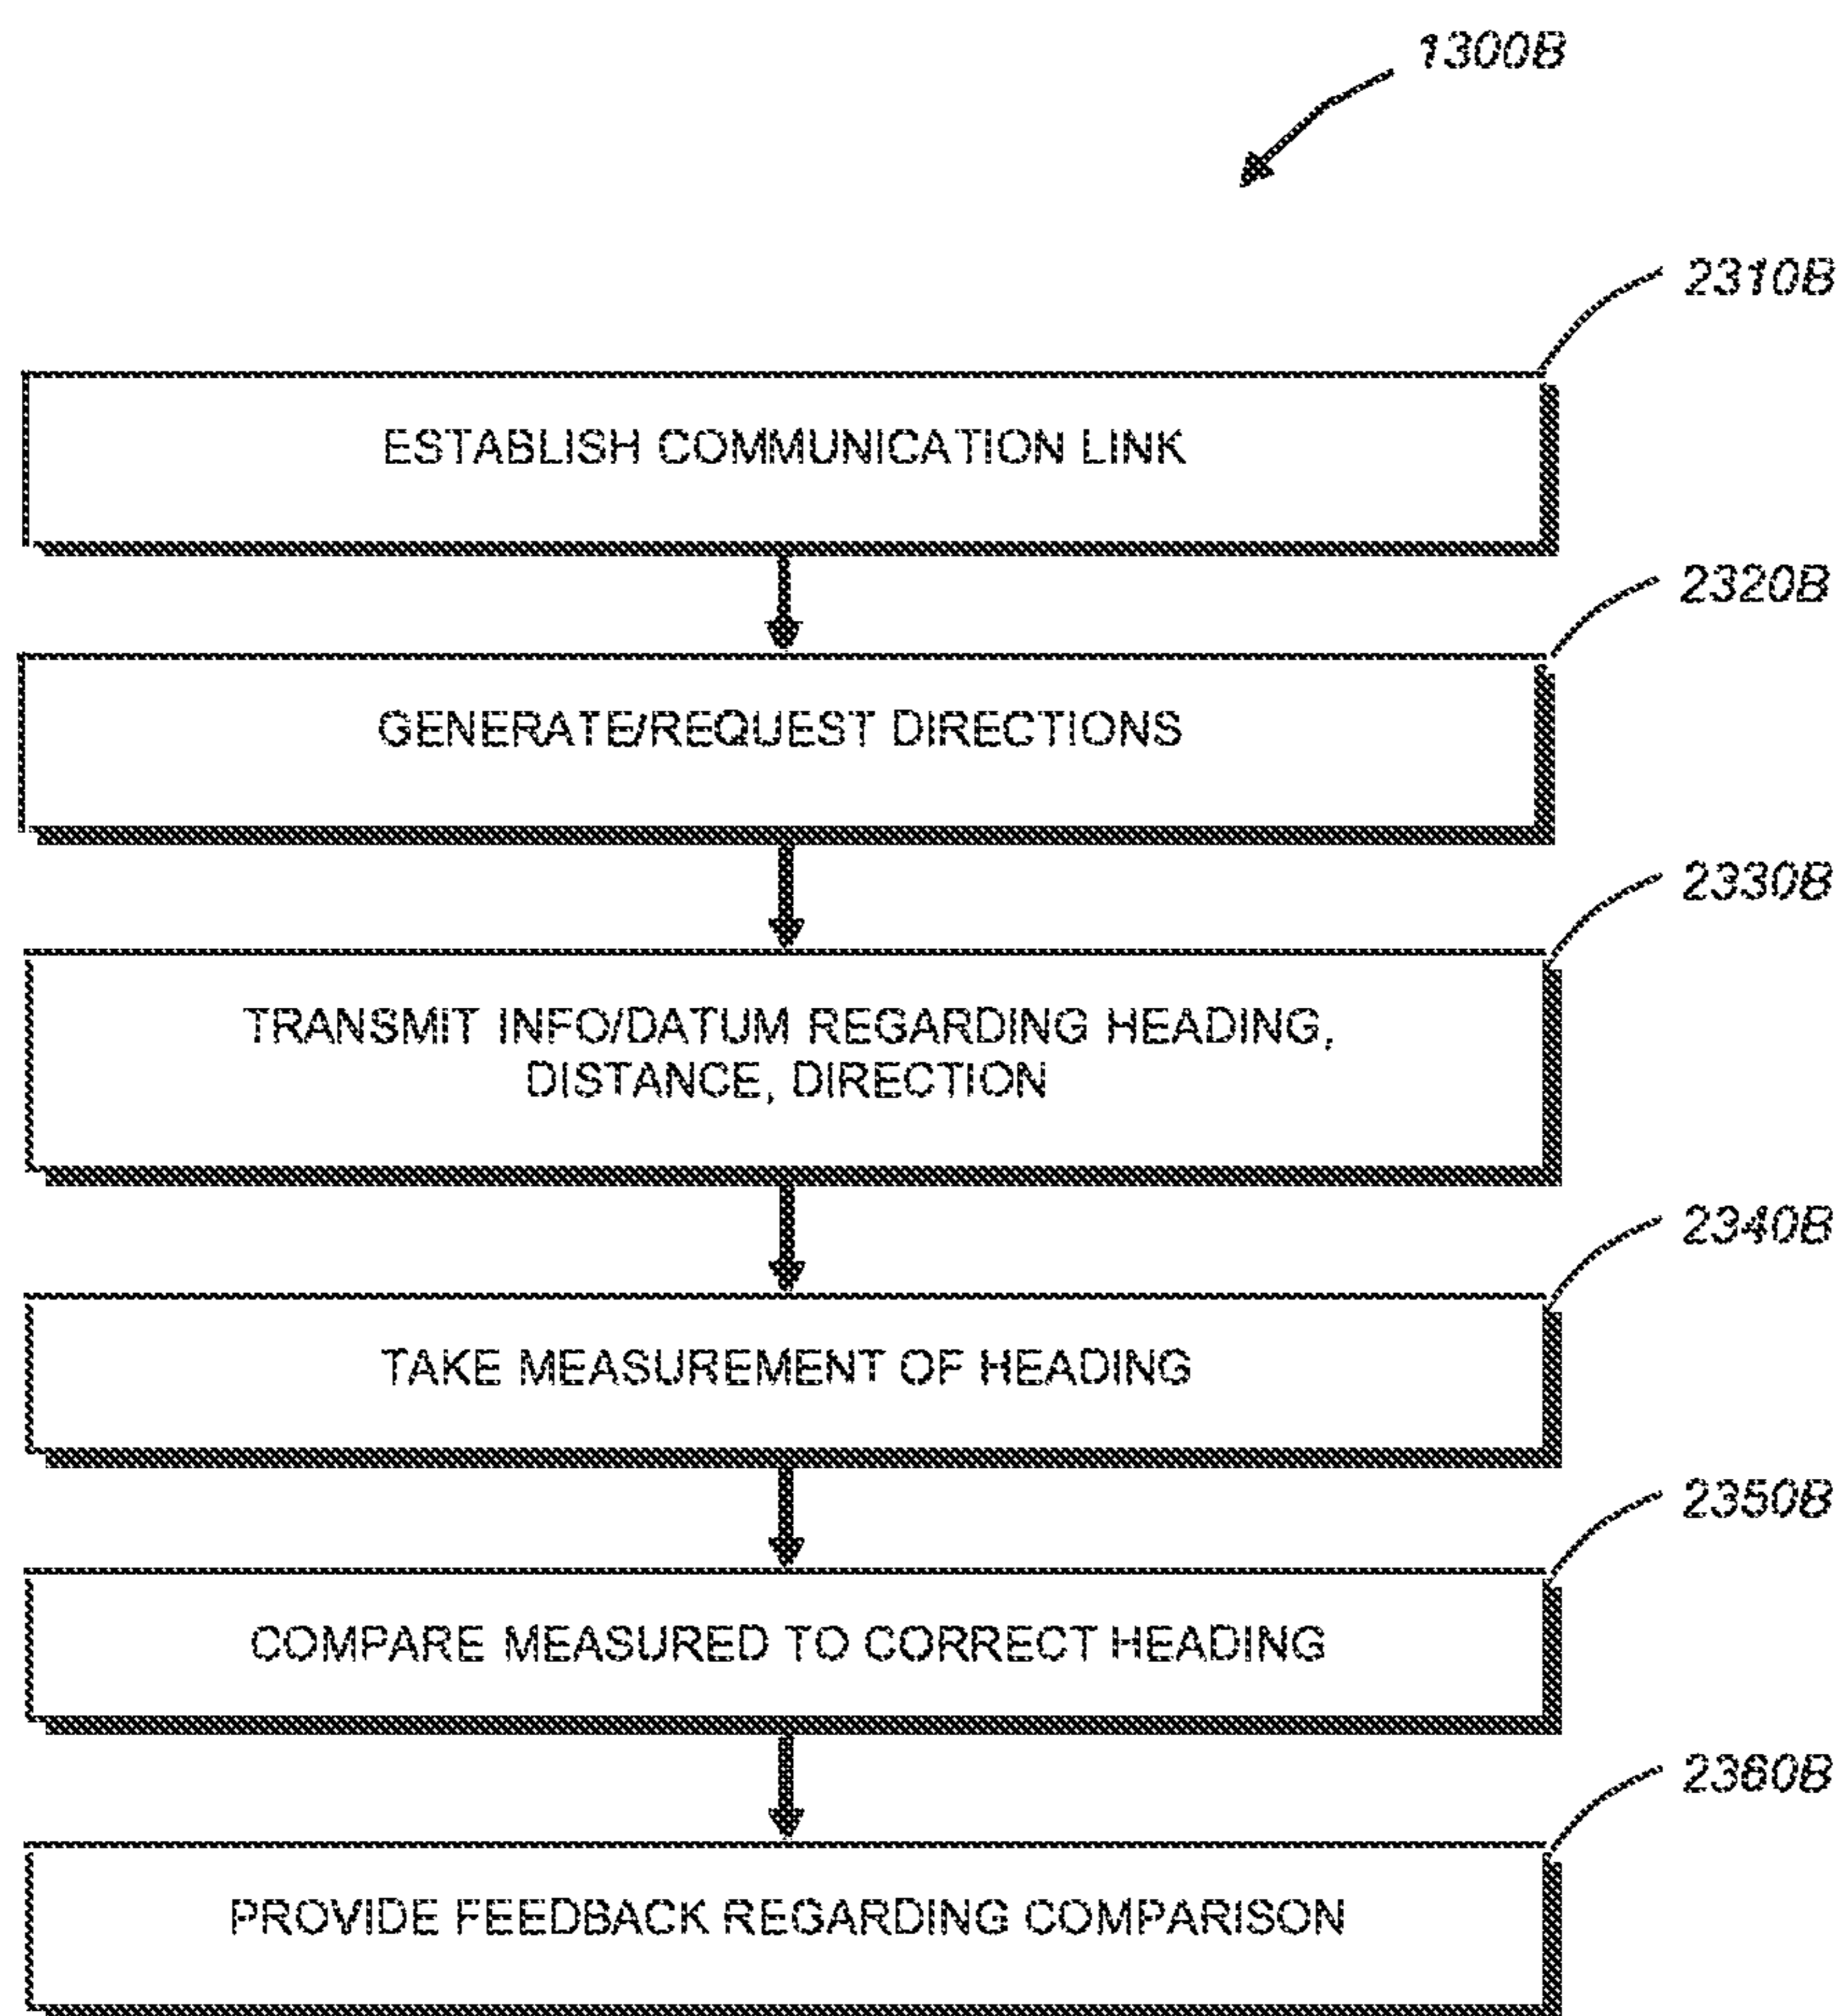 1300B
2310B
ESTABLISH COMMUNICATION LINK
2320B
GENERATE/REQUEST DIRECTIONS
2330B
TRANSMIT INFO/DATUM REGARDING HEADING,
DISTANCE, DIRECTION
2340B
TAKE MEASUREMENT OF HEADING
2350B
COMPARE MEASURED TO CORRECT HEADING
2360B
PROVIDE FEEDBACK REGARDING COMPARISON